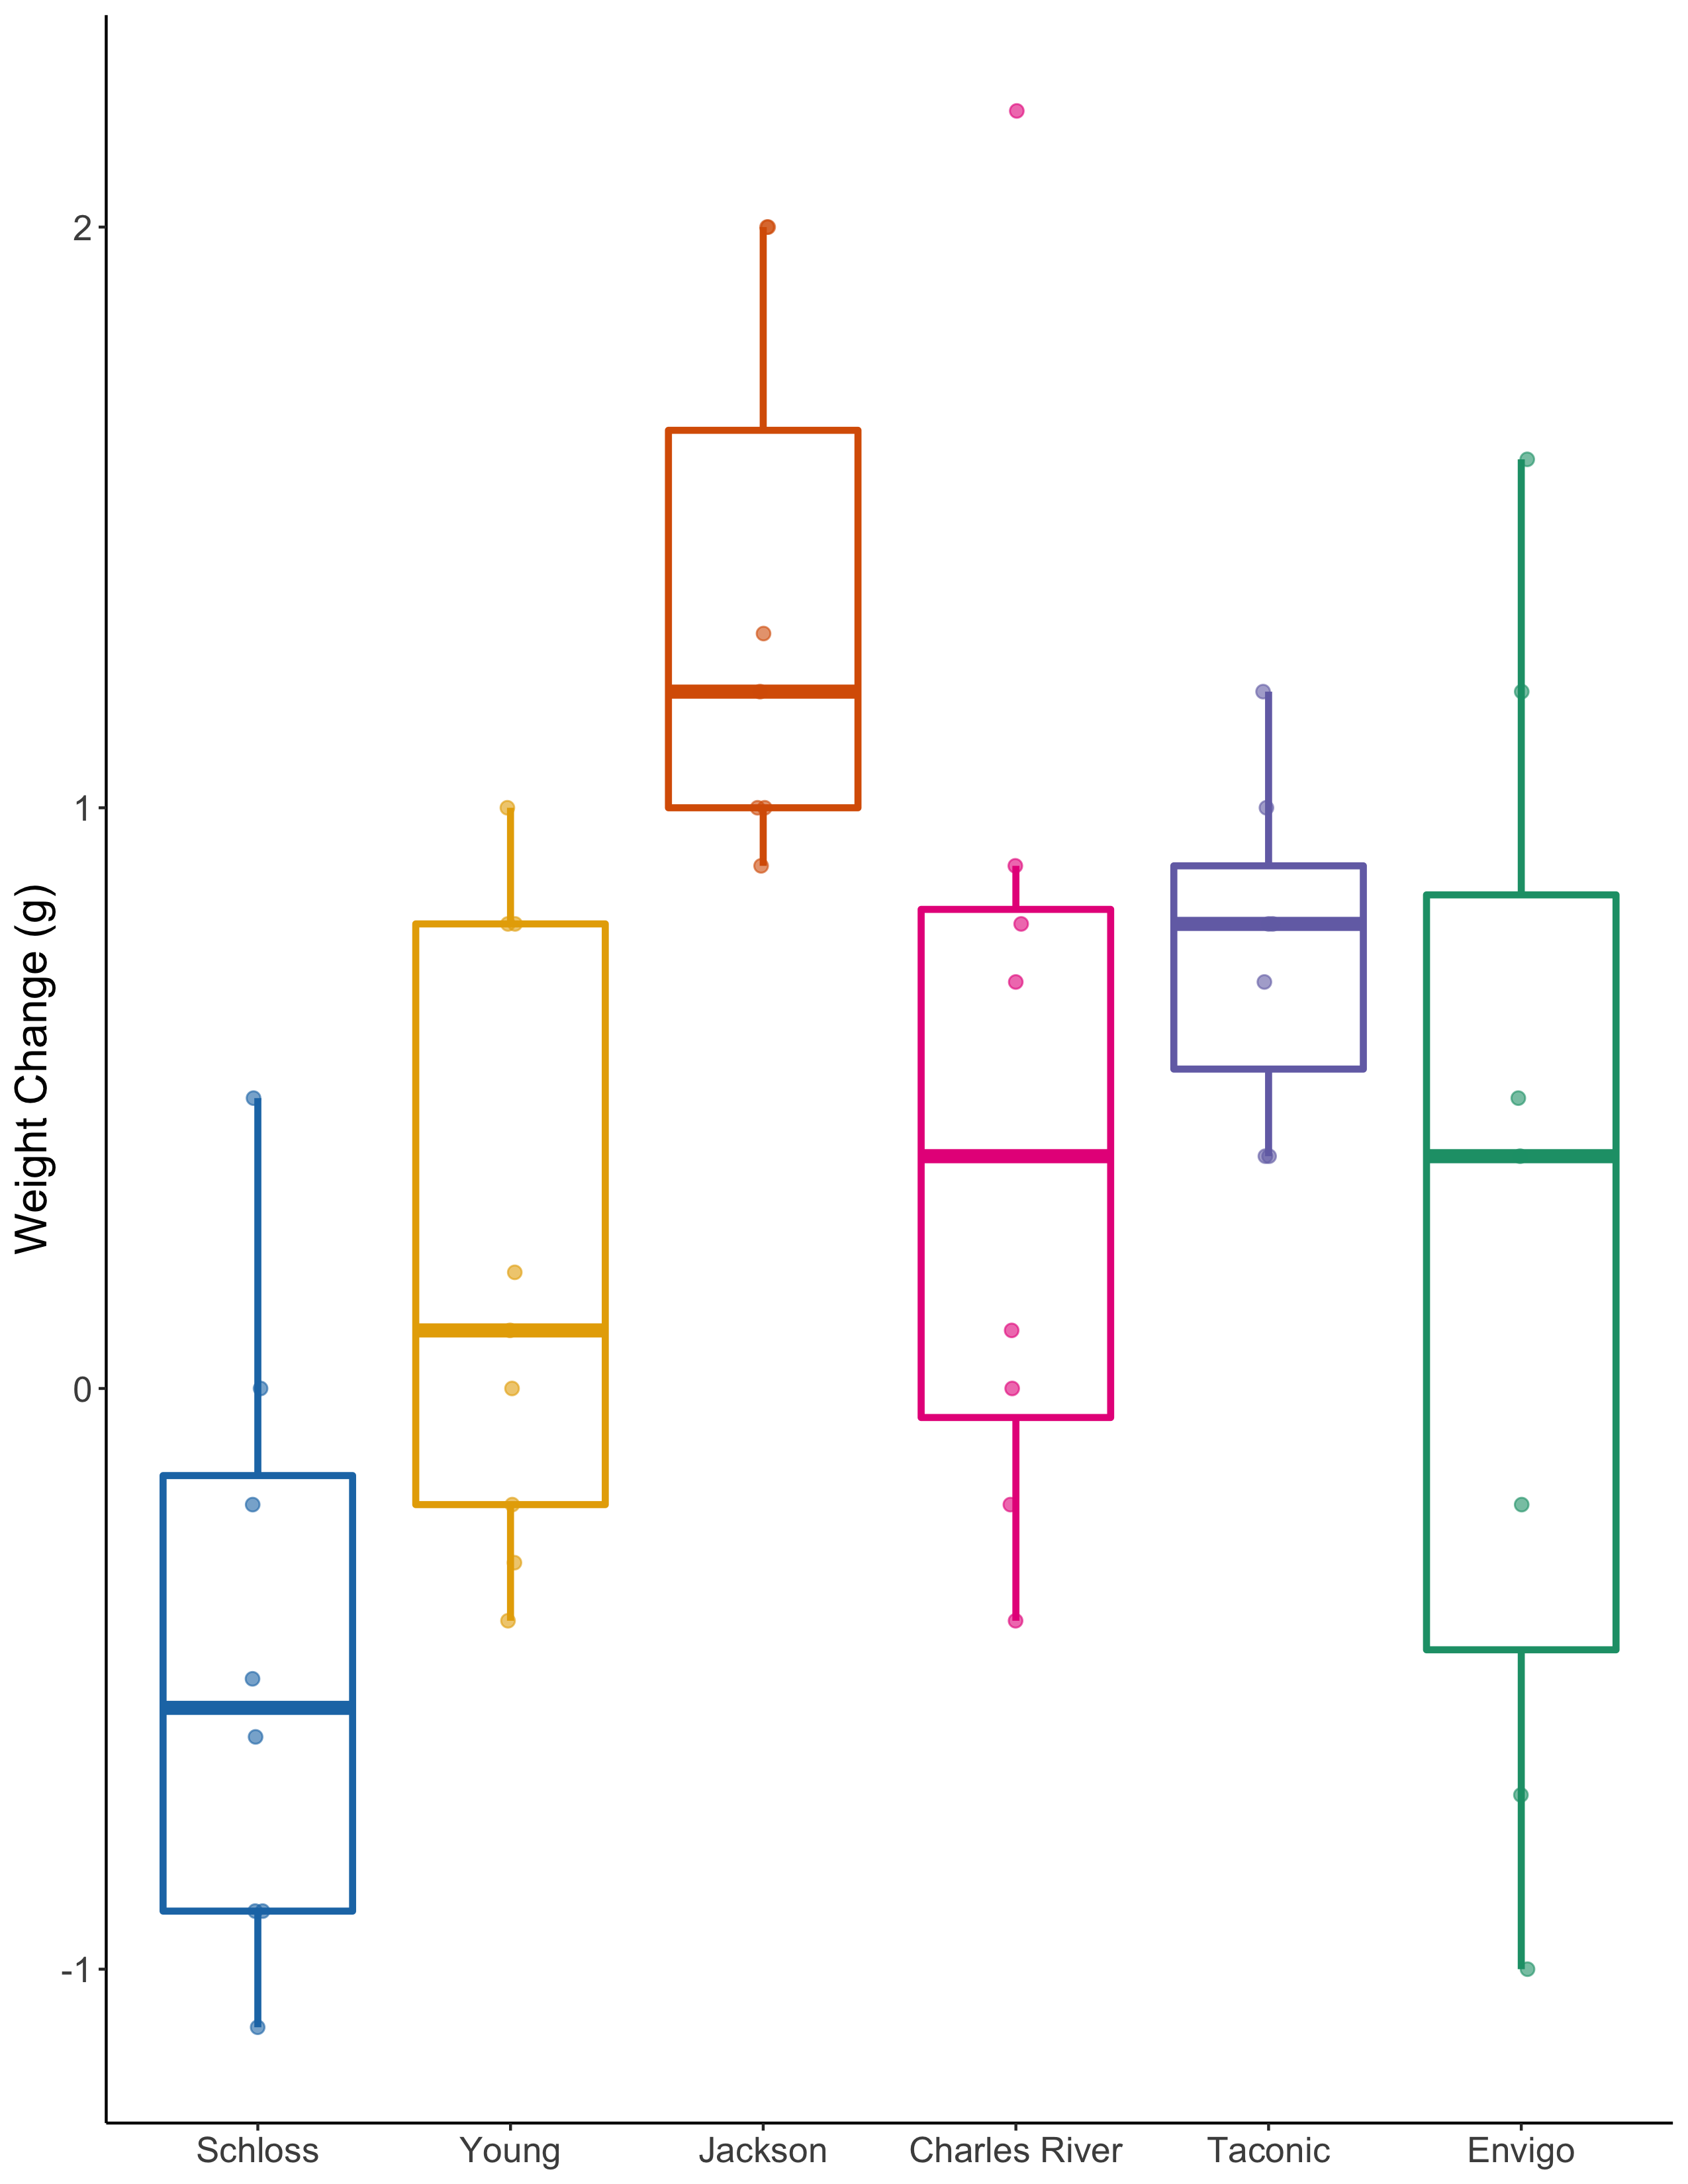 Weight Change (g)
2
1
0
-1
Schloss Young Jackson Charles River Taconic Envigo